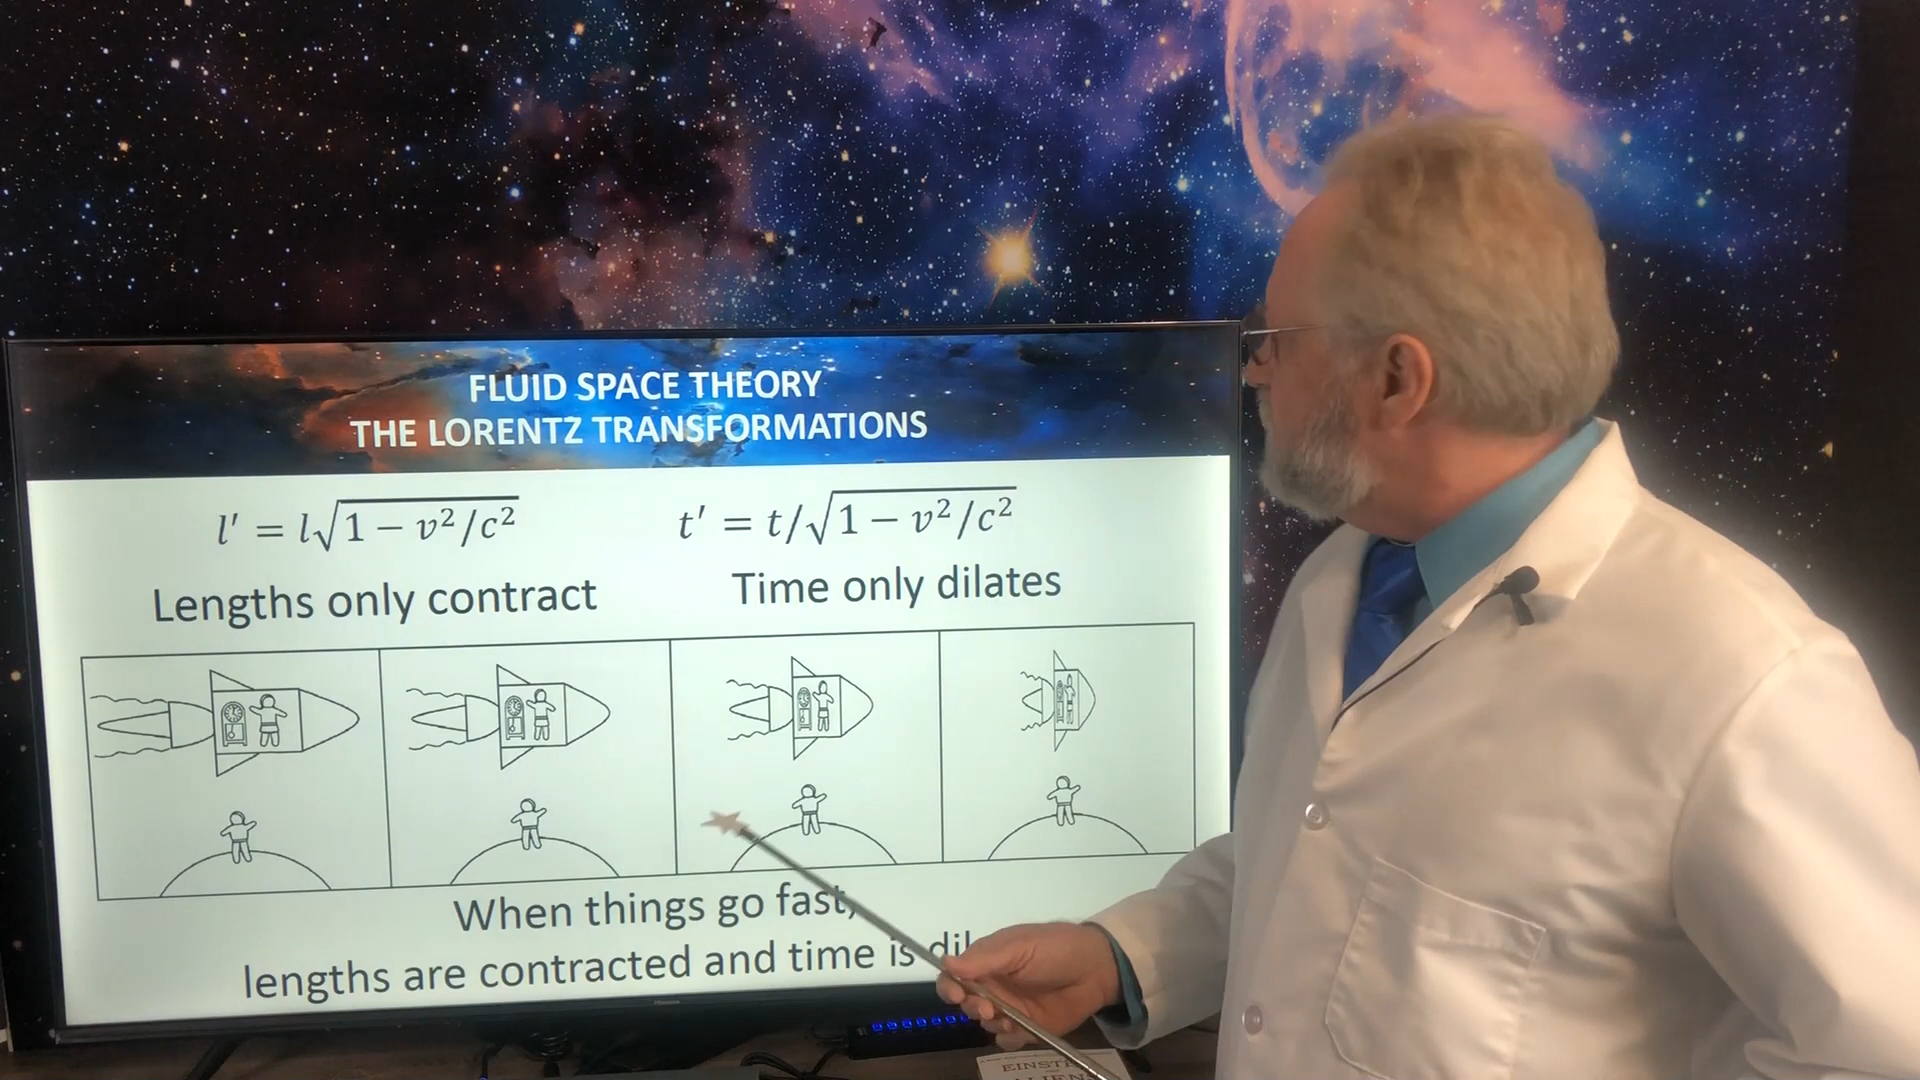 FLUID SPACE THEORY
THE LORENTZ TRANSFORMATIONS
l′ = l√1 − v²/c²
t′ = t/√1 − v²/c²
Lengths only contract
Time only dilates
When things go fast,
lengths are contracted and time is